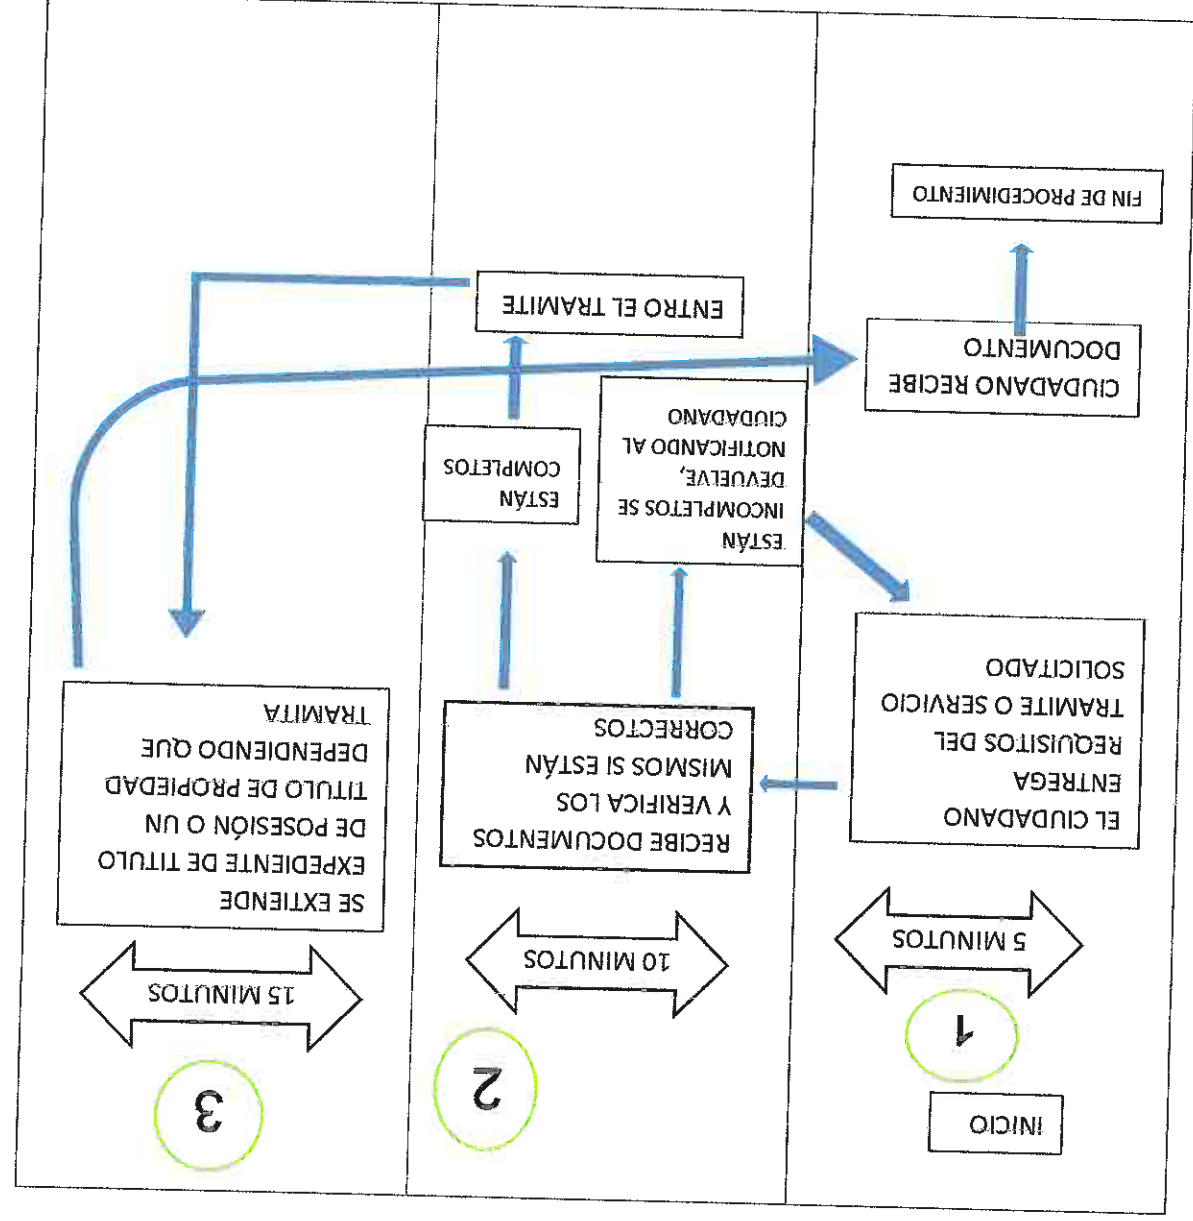 INICIO
1
5 MINUTOS
EL CIUDADANO
ENTREGA
REQUISITOS DEL
TRAMITE O SERVICIO
SOLICITADO
CIUDADANO RECIBE
DOCUMENTO
FIN DE PROCEDIMIENTO
2
10 MINUTOS
RECIBE DOCUMENTOS
Y VERIFICA LOS
MISMOS SI ESTÁN
CORRECTOS
ESTÁN
INCOMPLETOS SE
DEVUELVE,
NOTIFICANDO AL
CIUDADANO
ESTÁN
COMPLETOS
ENTRO EL TRAMITE
3
15 MINUTOS
SE EXTIENDE
EXPEDIENTE DE TITULO
DE POSESIÓN O UN
TITULO DE PROPIEDAD
DEPENDIENDO QUE
TRAMITA